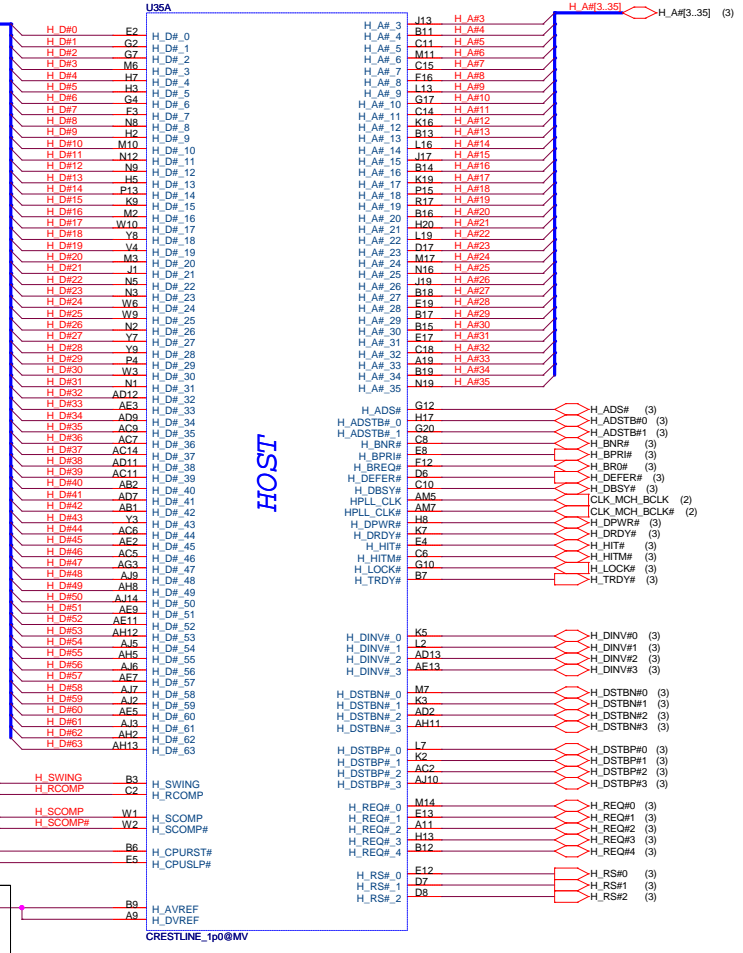 U35A
H_A#[3..35] H_A#[3..35] (3)
H_D#0 E2 H_D#_0
H_D#1 G2 H_D#_1
H_D#2 G7 H_D#_2
H_D#3 M6 H_D#_3
H_D#4 H7 H_D#_4
H_D#5 H3 H_D#_5
H_D#6 G4 H_D#_6
H_D#7 F3 H_D#_7
H_D#8 N8 H_D#_8
H_D#9 H2 H_D#_9
H_D#10 M10 H_D#_10
H_D#11 N12 H_D#_11
H_D#12 N9 H_D#_12
H_D#13 H5 H_D#_13
H_D#14 P13 H_D#_14
H_D#15 K9 H_D#_15
H_D#16 M2 H_D#_16
H_D#17 W10 H_D#_17
H_D#18 Y8 H_D#_18
H_D#19 V4 H_D#_19
H_D#20 M3 H_D#_20
H_D#21 J1 H_D#_21
H_D#22 N5 H_D#_22
H_D#23 N3 H_D#_23
H_D#24 W6 H_D#_24
H_D#25 W9 H_D#_25
H_D#26 N2 H_D#_26
H_D#27 Y7 H_D#_27
H_D#28 Y9 H_D#_28
H_D#29 P4 H_D#_29
H_D#30 W3 H_D#_30
H_D#31 N1 H_D#_31
H_D#32 AD12 H_D#_32
H_D#33 AE3 H_D#_33
H_D#34 AD9 H_D#_34
H_D#35 AC9 H_D#_35
H_D#36 AC7 H_D#_36
H_D#37 AC14 H_D#_37
H_D#38 AD11 H_D#_38
H_D#39 AC11 H_D#_39
H_D#40 AB2 H_D#_40
H_D#41 AD7 H_D#_41
H_D#42 AB1 H_D#_42
H_D#43 Y3 H_D#_43
H_D#44 AC6 H_D#_44
H_D#45 AE2 H_D#_45
H_D#46 AC5 H_D#_46
H_D#47 AG3 H_D#_47
H_D#48 AJ9 H_D#_48
H_D#49 AH8 H_D#_49
H_D#50 AJ14 H_D#_50
H_D#51 AE9 H_D#_51
H_D#52 AE11 H_D#_52
H_D#53 AH12 H_D#_53
H_D#54 AJ5 H_D#_54
H_D#55 AH5 H_D#_55
H_D#56 AJ6 H_D#_56
H_D#57 AE7 H_D#_57
H_D#58 AJ7 H_D#_58
H_D#59 AJ2 H_D#_59
H_D#60 AE5 H_D#_60
H_D#61 AJ3 H_D#_61
H_D#62 AH2 H_D#_62
H_D#63 AH13 H_D#_63
H_SWING B3 H_SWING
H_RCOMP C2 H_RCOMP
H_SCOMP W1 H_SCOMP
H_SCOMP# W2 H_SCOMP#
B6 H_CPURST#
E5 H_CPUSLP#
B9 H_AVREF
A9 H_DVREF
HOST
H_A#_3 J13 H_A#3
H_A#_4 B11 H_A#4
H_A#_5 C11 H_A#5
H_A#_6 M11 H_A#6
H_A#_7 C15 H_A#7
H_A#_8 F16 H_A#8
H_A#_9 L13 H_A#9
H_A#_10 G17 H_A#10
H_A#_11 C14 H_A#11
H_A#_12 K16 H_A#12
H_A#_13 B13 H_A#13
H_A#_14 L16 H_A#14
H_A#_15 J17 H_A#15
H_A#_16 B14 H_A#16
H_A#_17 K19 H_A#17
H_A#_18 P15 H_A#18
H_A#_19 R17 H_A#19
H_A#_20 B16 H_A#20
H_A#_21 H20 H_A#21
H_A#_22 L19 H_A#22
H_A#_23 D17 H_A#23
H_A#_24 M17 H_A#24
H_A#_25 N16 H_A#25
H_A#_26 J19 H_A#26
H_A#_27 B18 H_A#27
H_A#_28 E19 H_A#28
H_A#_29 B17 H_A#29
H_A#_30 B15 H_A#30
H_A#_31 E17 H_A#31
H_A#_32 C18 H_A#32
H_A#_33 A19 H_A#33
H_A#_34 B19 H_A#34
H_A#_35 N19 H_A#35
H_ADS# G12 H_ADS# (3)
H_ADSTB#_0 H17 H_ADSTB#0 (3)
H_ADSTB#_1 G20 H_ADSTB#1 (3)
H_BNR# C8 H_BNR# (3)
H_BPRI# E8 H_BPRI# (3)
H_BREQ# F12 H_BR0# (3)
H_DEFER# D6 H_DEFER# (3)
H_DBSY# C10 H_DBSY# (3)
HPLL_CLK AM5 CLK_MCH_BCLK (2)
HPLL_CLK# AM7 CLK_MCH_BCLK# (2)
H_DPWR# H8 H_DPWR# (3)
H_DRDY# K7 H_DRDY# (3)
H_HIT# E4 H_HIT# (3)
H_HITM# C6 H_HITM# (3)
H_LOCK# G10 H_LOCK# (3)
H_TRDY# B7 H_TRDY# (3)
H_DINV#_0 K5 H_DINV#0 (3)
H_DINV#_1 L2 H_DINV#1 (3)
H_DINV#_2 AD13 H_DINV#2 (3)
H_DINV#_3 AE13 H_DINV#3 (3)
H_DSTBN#_0 M7 H_DSTBN#0 (3)
H_DSTBN#_1 K3 H_DSTBN#1 (3)
H_DSTBN#_2 AD2 H_DSTBN#2 (3)
H_DSTBN#_3 AH11 H_DSTBN#3 (3)
H_DSTBP#_0 L7 H_DSTBP#0 (3)
H_DSTBP#_1 K2 H_DSTBP#1 (3)
H_DSTBP#_2 AC2 H_DSTBP#2 (3)
H_DSTBP#_3 AJ10 H_DSTBP#3 (3)
H_REQ#_0 M14 H_REQ#0 (3)
H_REQ#_1 E13 H_REQ#1 (3)
H_REQ#_2 A11 H_REQ#2 (3)
H_REQ#_3 H13 H_REQ#3 (3)
H_REQ#_4 B12 H_REQ#4 (3)
H_RS#_0 E12 H_RS#0 (3)
H_RS#_1 D7 H_RS#1 (3)
H_RS#_2 D8 H_RS#2 (3)
CRESTLINE_1p0@MV